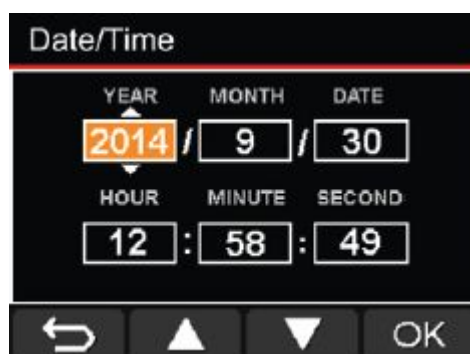 Date/Time
YEAR MONTH DATE
2014 / 9 / 30
HOUR MINUTE SECOND
12 : 58 : 49
OK